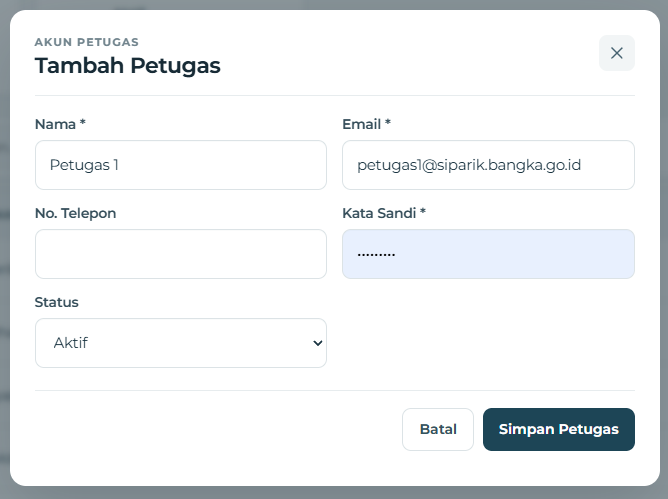 AKUN PETUGAS
Tambah Petugas
Nama *
Email *
Petugas 1
petugas1@siparik.bangka.go.id
No. Telepon
Kata Sandi *
•••••••••
Status
Aktif
Batal
Simpan Petugas